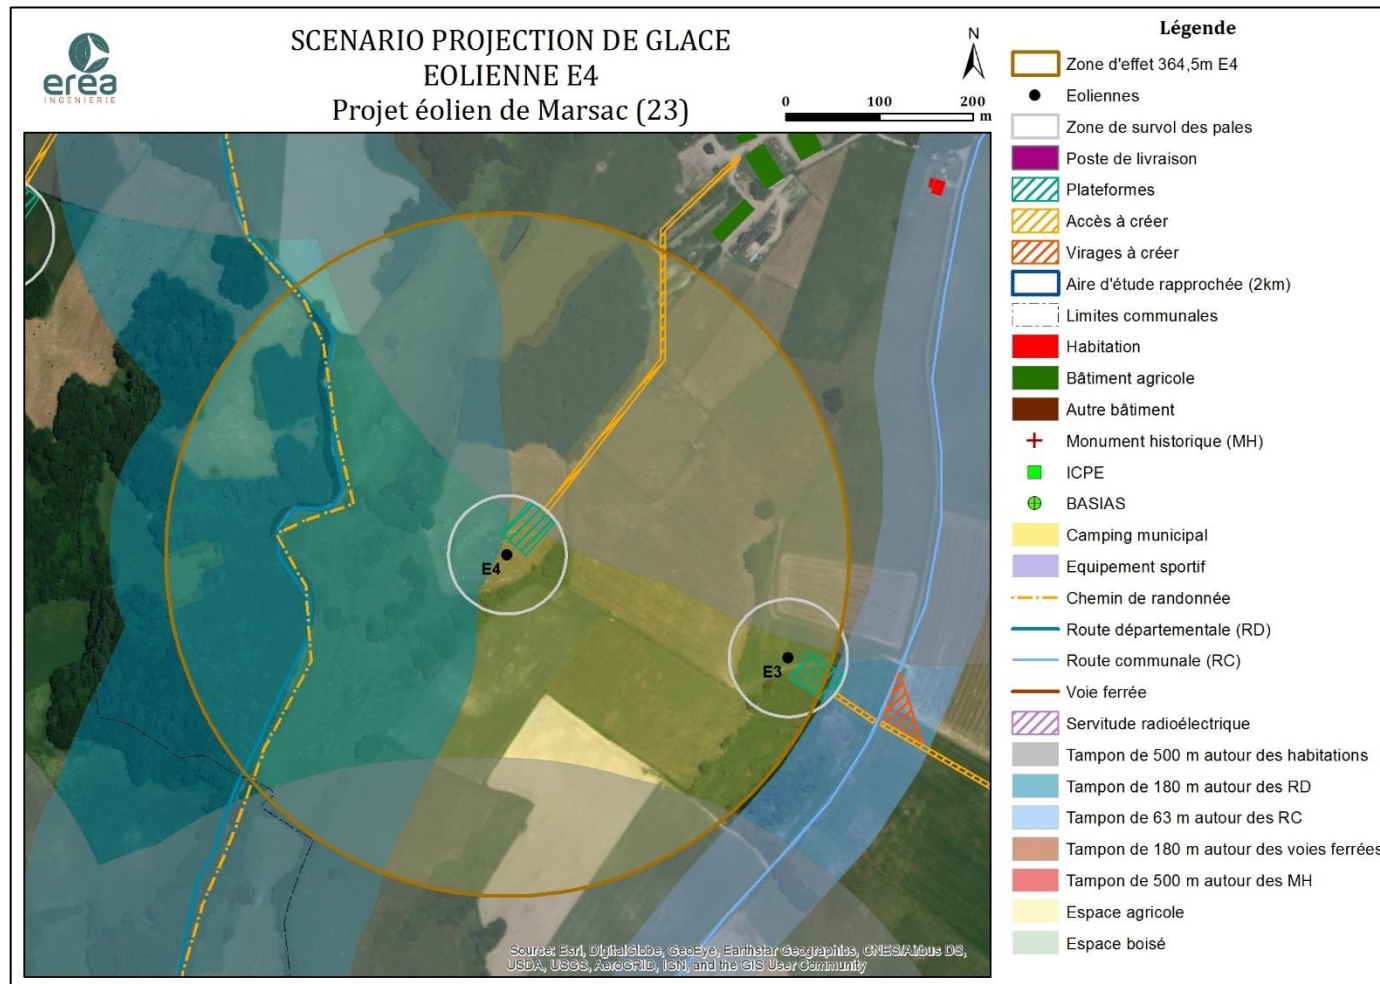 erea
INGENIERIE
SCENARIO PROJECTION DE GLACE
EOLIENNE E4
Projet éolien de Marsac (23)
N
0 100 200
m
E4
E3
Source: Esri, DigitalGlobe, GeoEye, Earthstar Geographics, CNES/Airbus DS,
USDA, USGS, AeroGRID, IGN, and the GIS User Community
Légende
Zone d'effet 364,5m E4
Eoliennes
Zone de survol des pales
Poste de livraison
Plateformes
Accès à créer
Virages à créer
Aire d'étude rapprochée (2km)
Limites communales
Habitation
Bâtiment agricole
Autre bâtiment
Monument historique (MH)
ICPE
BASIAS
Camping municipal
Equipement sportif
Chemin de randonnée
Route départementale (RD)
Route communale (RC)
Voie ferrée
Servitude radioélectrique
Tampon de 500 m autour des habitations
Tampon de 180 m autour des RD
Tampon de 63 m autour des RC
Tampon de 180 m autour des voies ferrées
Tampon de 500 m autour des MH
Espace agricole
Espace boisé